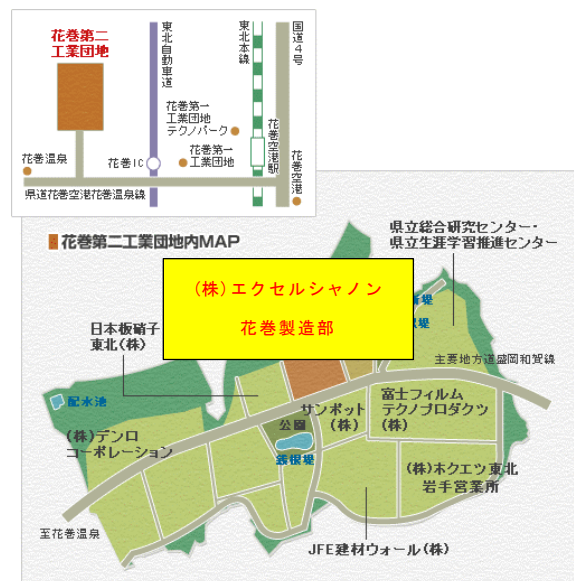 花巻第二
工業団地
東北自動車道
東北本線
国道4号
花巻第一
工業団地
テクノパーク
花巻第一
工業団地
花巻温泉
花巻IC
花巻空港駅
花巻空港
県道花巻空港花巻温泉線
花巻第二工業団地内MAP
県立総合研究センター・
県立生涯学習推進センター
(株)エクセルシャノン
花巻製造部
堤
堤
日本板硝子
東北(株)
主要地方道盛岡和賀線
配水池
サンポット
(株)
富士フィルム
テクノプロダクツ
(株)
公園
(株)デンロ
コーポレーション
銭根堤
(株)ホクエツ東北
岩手営業所
至花巻温泉
JFE建材ウォール(株)